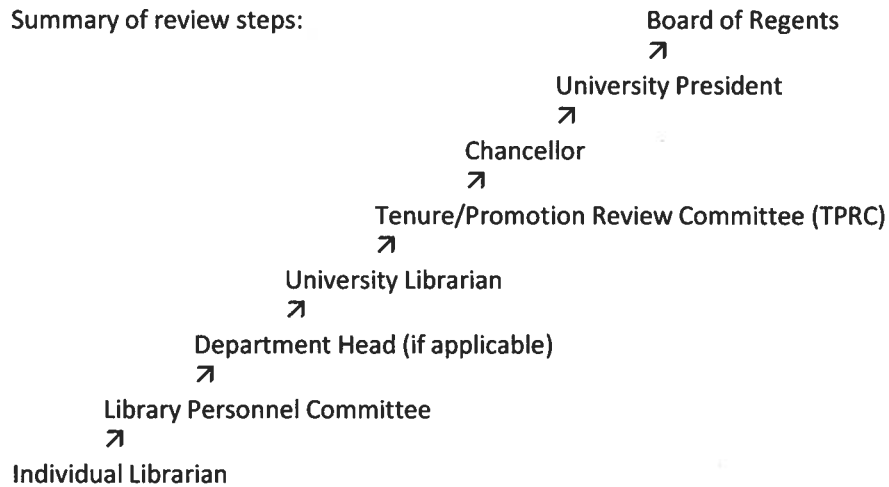 Summary of review steps:
Board of Regents
↗
University President
↗
Chancellor
↗
Tenure/Promotion Review Committee (TPRC)
↗
University Librarian
↗
Department Head (if applicable)
↗
Library Personnel Committee
↗
Individual Librarian